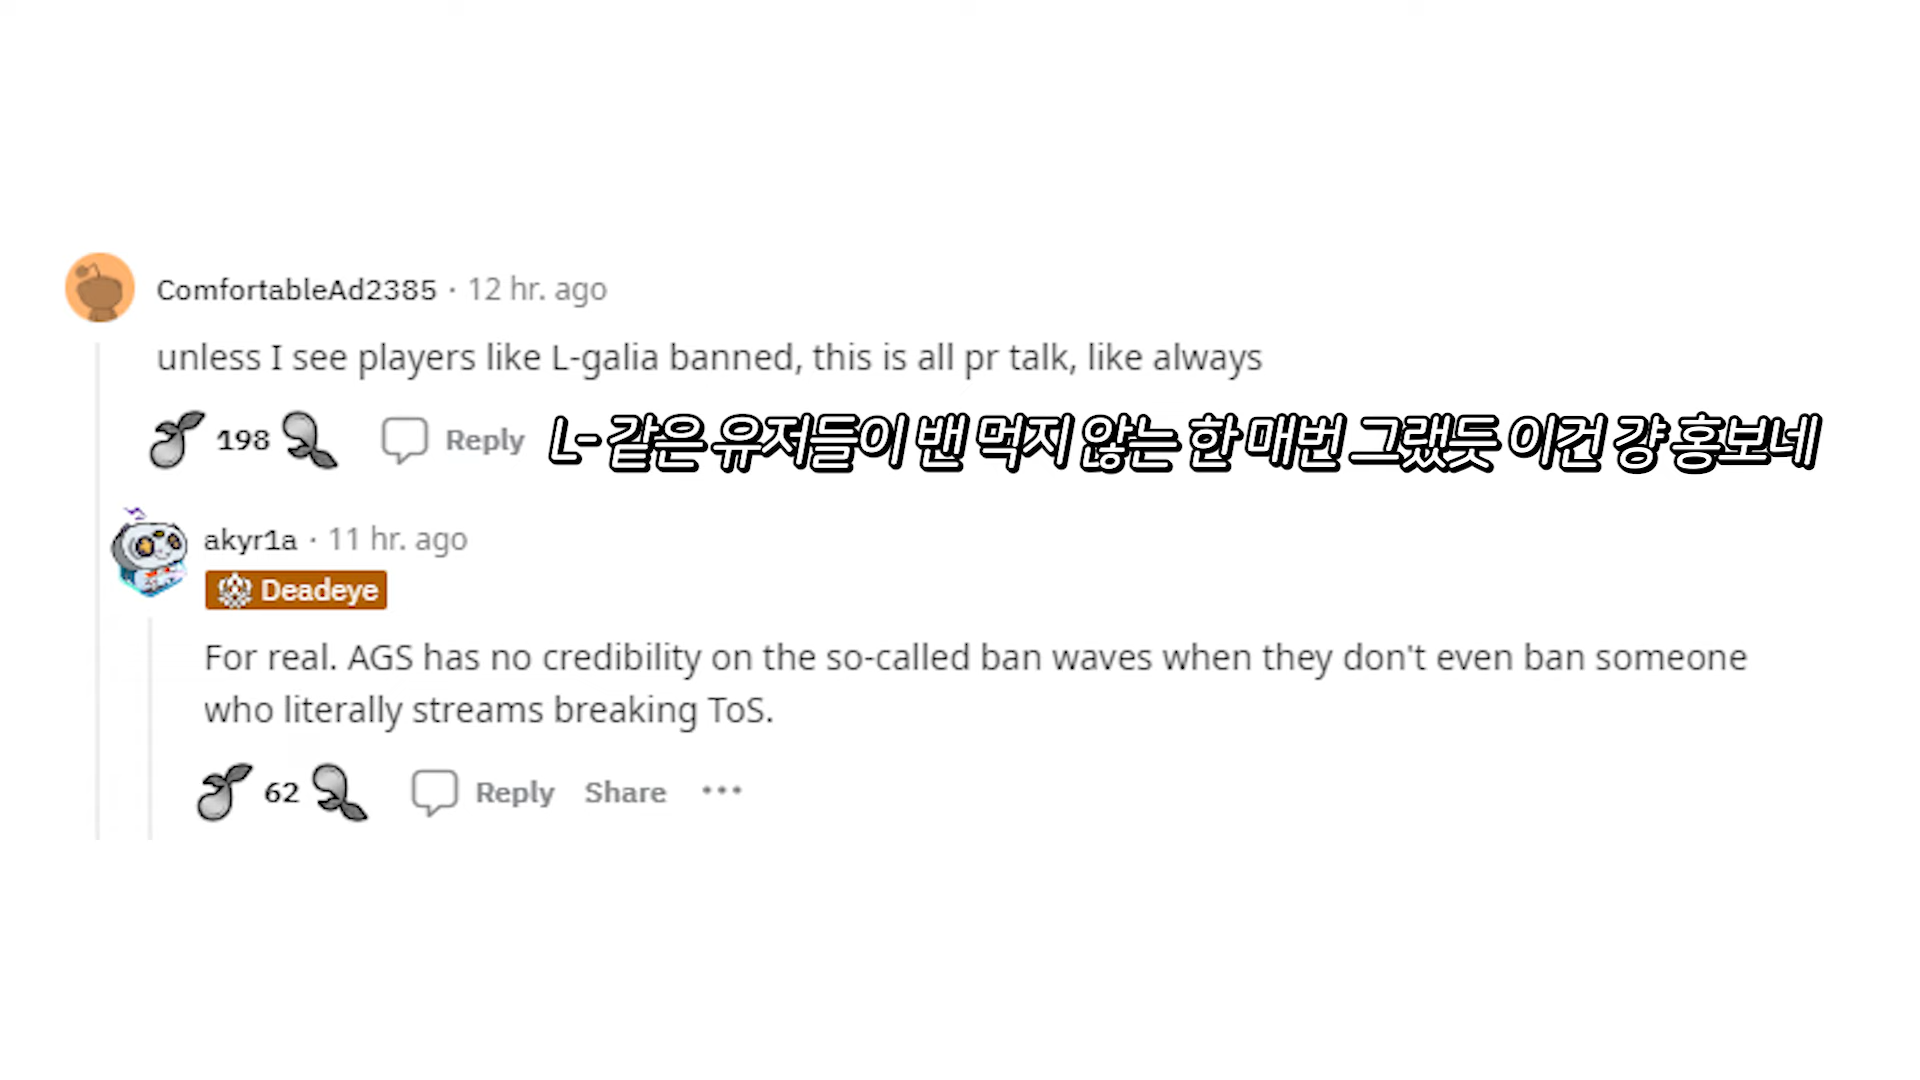 ComfortableAd2385 · 12 hr. ago
unless I see players like L-galia banned, this is all pr talk, like always
198 Reply L- 같은 유저들이 밴 먹지 않는 한 매번 그랬듯 이건 걍 홍보네
akyr1a · 11 hr. ago
Deadeye
For real. AGS has no credibility on the so-called ban waves when they don't even ban someone
who literally streams breaking ToS.
62 Reply Share ···